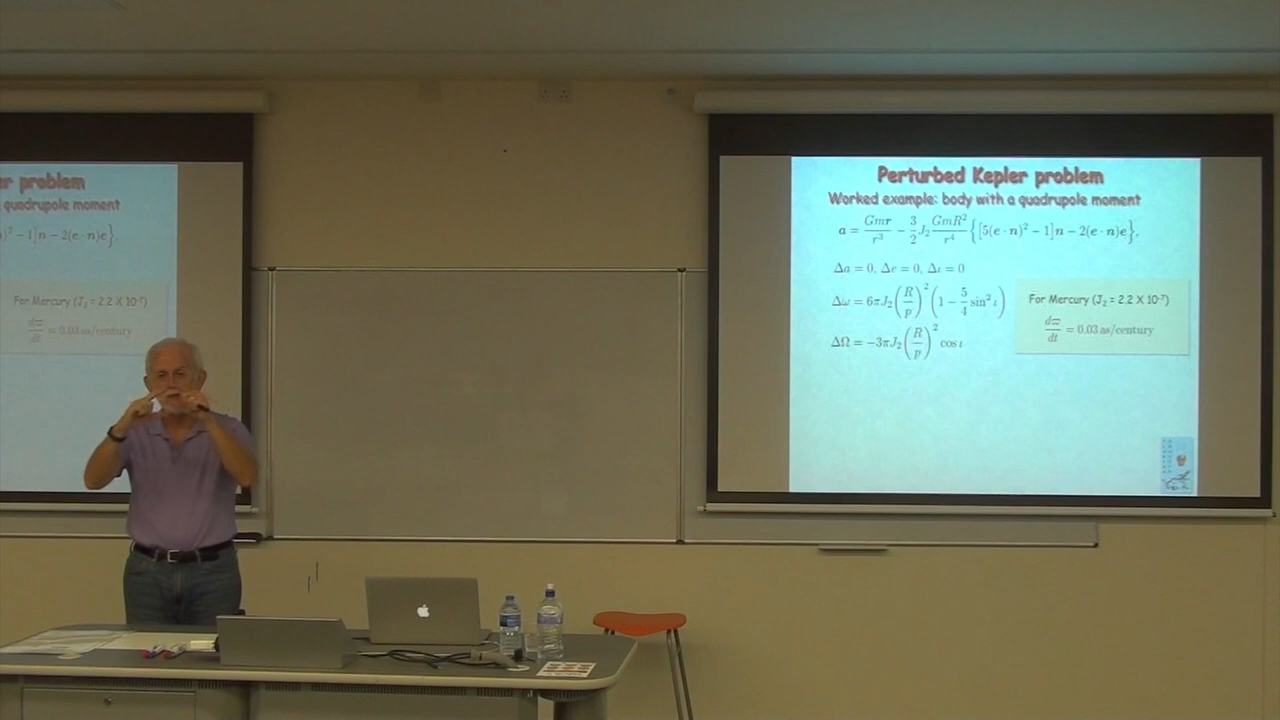 er problem
quadrupole moment
)² − 1]n − 2(e · n)e}.
For Mercury (J₂ = 2.2 X 10⁻⁷)
dϖ/dt = 0.03 as/century
Perturbed Kepler problem
Worked example: body with a quadrupole moment
a = Gmr/r³ − 3/2 J₂ GmR²/r⁴ {[5(e · n)² − 1]n − 2(e · n)e}.
Δa = 0, Δe = 0, Δι = 0
Δω = 6πJ₂(R/p)²(1 − 5/4 sin² ι)
ΔΩ = −3πJ₂(R/p)² cos ι
For Mercury (J₂ = 2.2 X 10⁻⁷)
dϖ/dt = 0.03 as/century